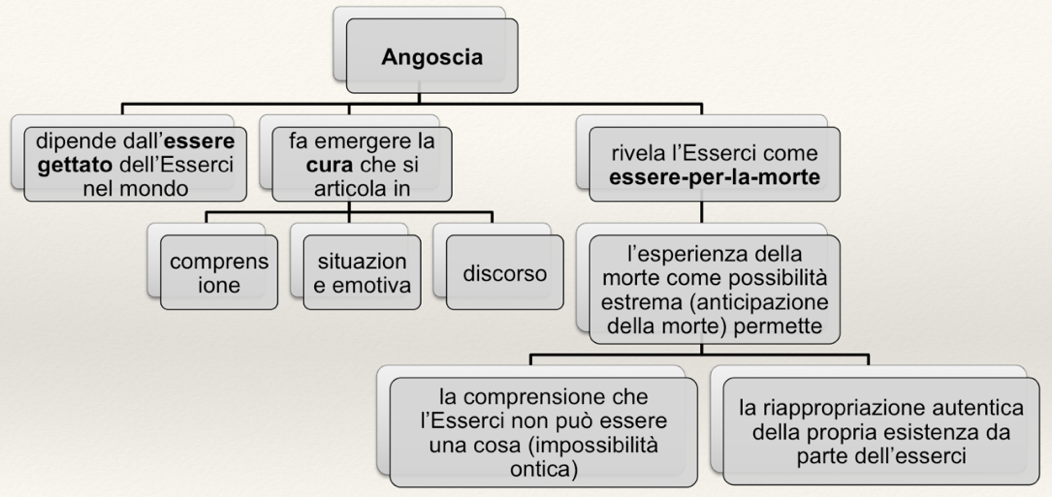 Angoscia
dipende dall'essere
gettato dell'Esserci
nel mondo
fa emergere la
cura che si
articola in
rivela l'Esserci come
essere-per-la-morte
comprens
ione
situazion
e emotiva
discorso
l'esperienza della
morte come possibilità
estrema (anticipazione
della morte) permette
la comprensione che
l'Esserci non può essere
una cosa (impossibilità
ontica)
la riappropriazione autentica
della propria esistenza da
parte dell'esserci